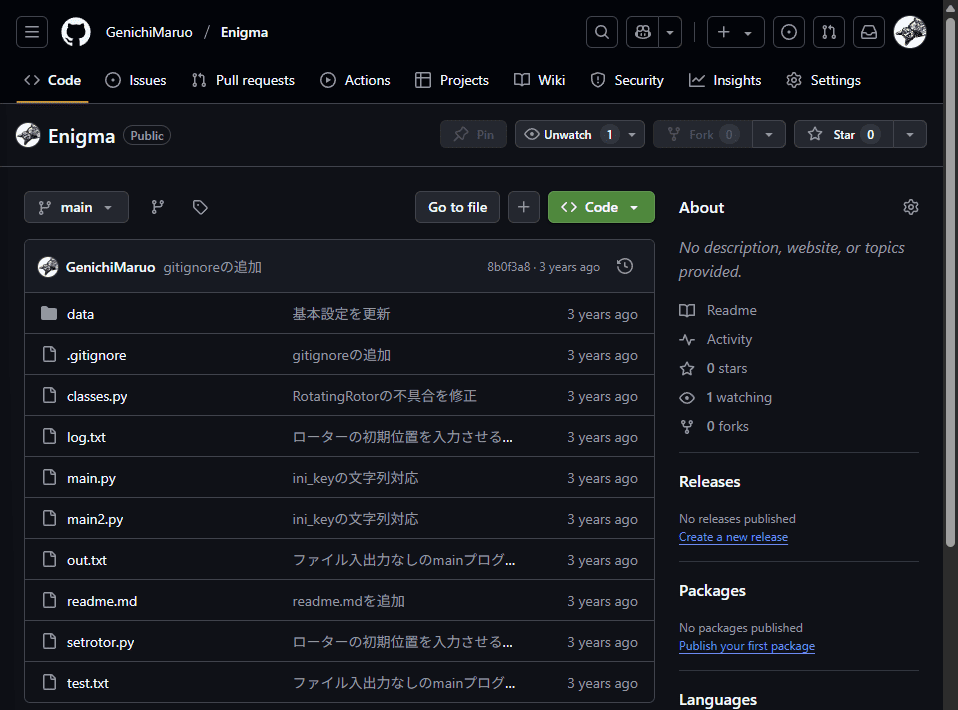 GenichiMaruo / Enigma
Code Issues Pull requests Actions Projects Wiki Security Insights Settings
Enigma Public Pin Unwatch 1 Fork 0 Star 0
main Go to file Code
GenichiMaruo gitignoreの追加 8b0f3a8 · 3 years ago
data 基本設定を更新 3 years ago
.gitignore gitignoreの追加 3 years ago
classes.py RotatingRotorの不具合を修正 3 years ago
log.txt ローターの初期位置を入力させる... 3 years ago
main.py ini_keyの文字列対応 3 years ago
main2.py ini_keyの文字列対応 3 years ago
out.txt ファイル入出力なしのmainプログ... 3 years ago
readme.md readme.mdを追加 3 years ago
setrotor.py ローターの初期位置を入力させる... 3 years ago
test.txt ファイル入出力なしのmainプログ... 3 years ago
About
No description, website, or topics
provided.
Readme
Activity
0 stars
1 watching
0 forks
Releases
No releases published
Create a new release
Packages
No packages published
Publish your first package
Languages